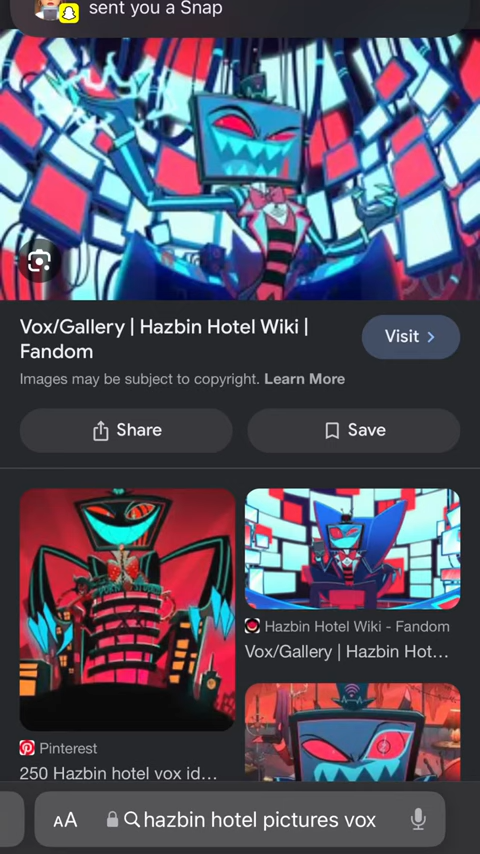 sent you a Snap
Vox/Gallery | Hazbin Hotel Wiki |
Fandom
Visit
Images may be subject to copyright. Learn More
Share
Save
PORN STUDIO
Hazbin Hotel Wiki - Fandom
Vox/Gallery | Hazbin Hot...
Pinterest
250 Hazbin hotel vox id...
AA
hazbin hotel pictures vox